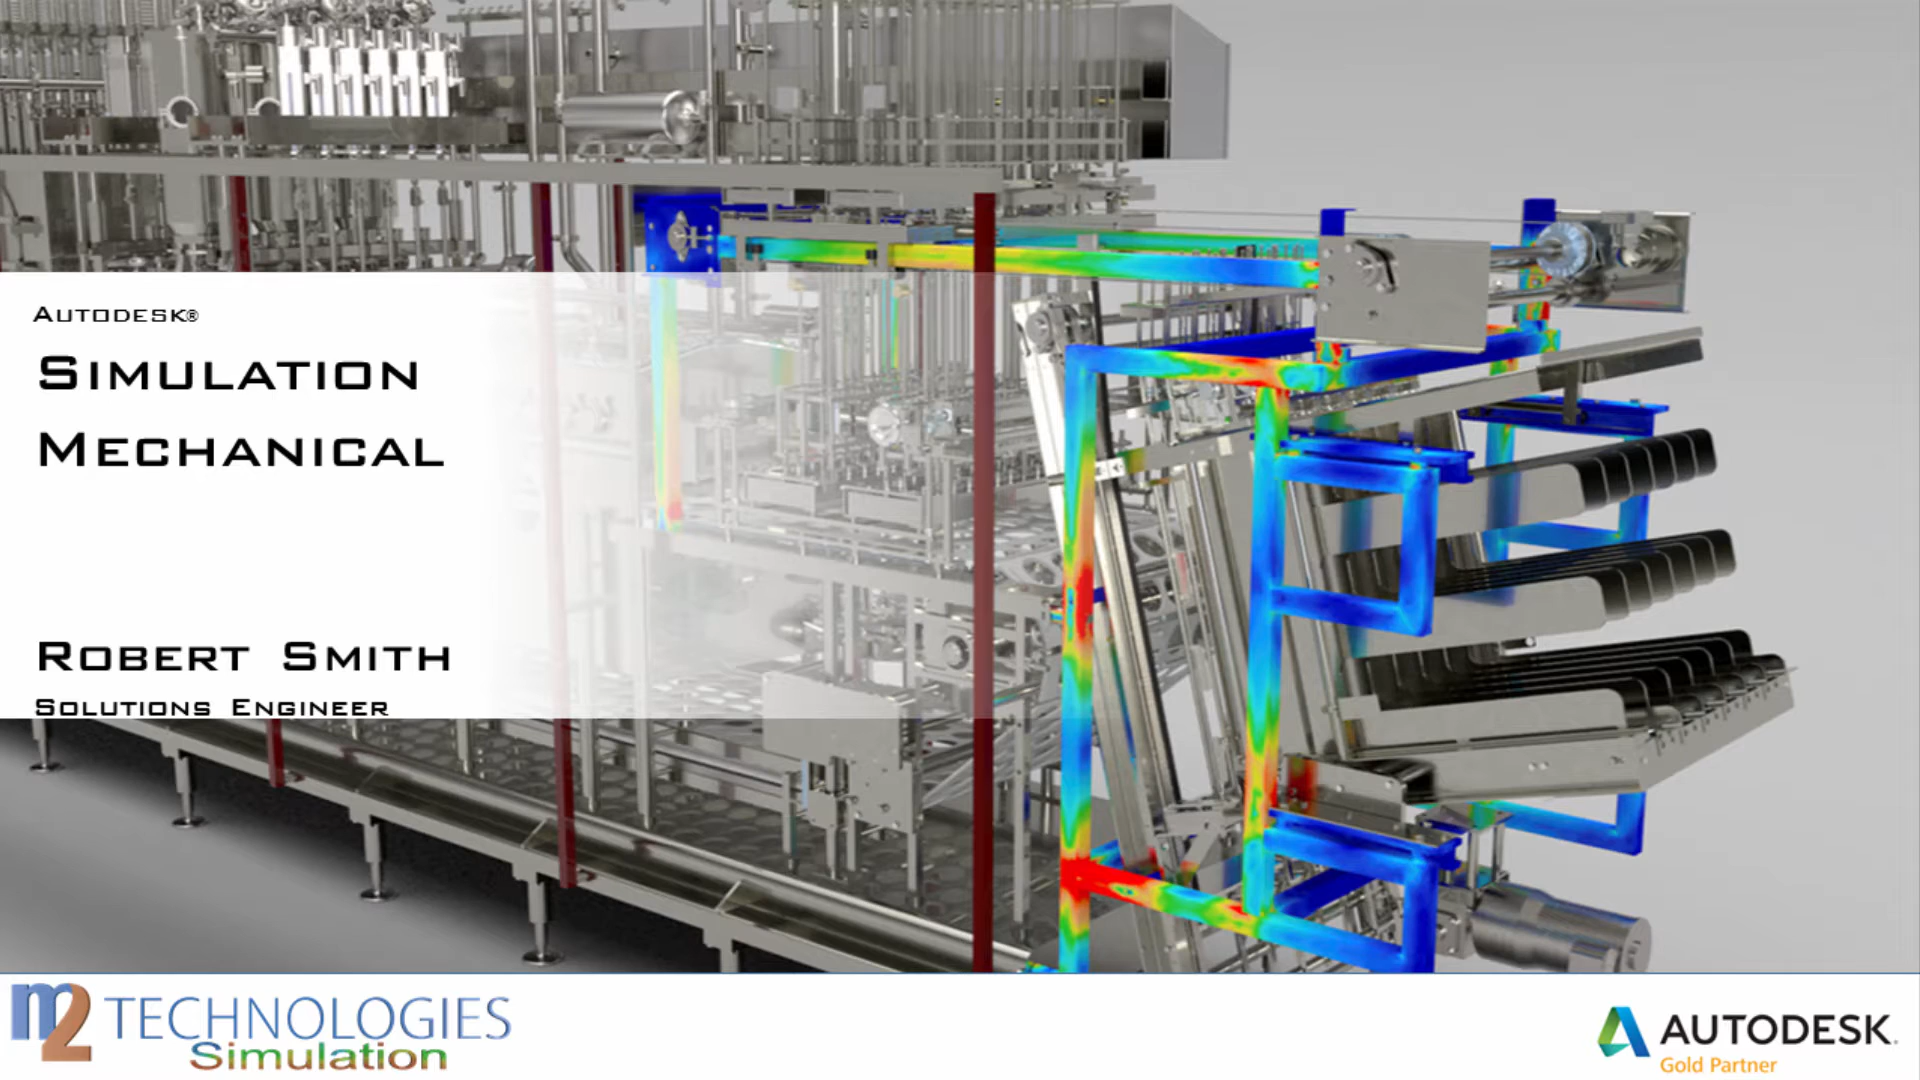 AUTODESK®
SIMULATION
MECHANICAL
ROBERT SMITH
SOLUTIONS ENGINEER
m2 TECHNOLOGIES
Simulation
AUTODESK.
Gold Partner